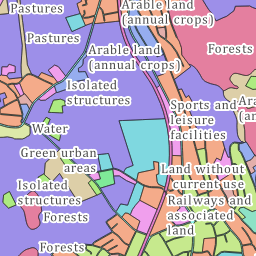 Pastures
Arable land
(annual crops)
Pastures
Arable land
(annual crops)
Forests
Isolated
structures
Sports and
leisure
facilities
Water
Green urban
areas
Land without
current use
Isolated
structures
Railways and
associated
land
Forests
Forests